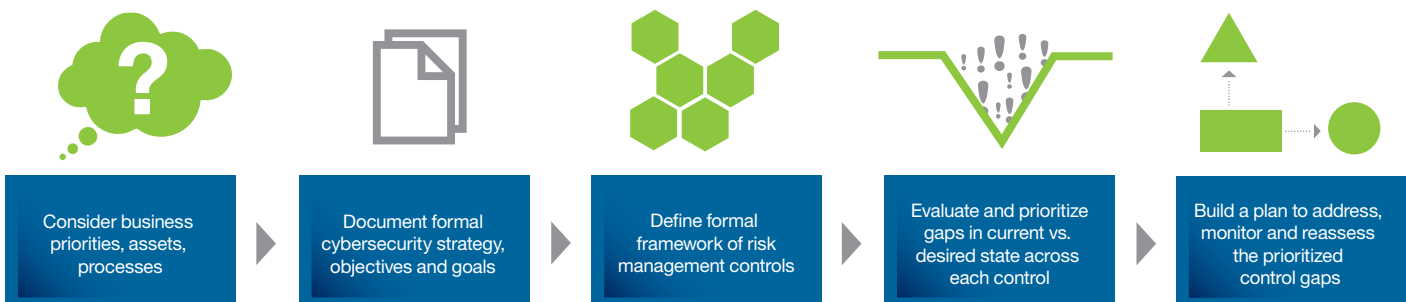 ?
Consider business
priorities, assets,
processes
Document formal
cybersecurity strategy,
objectives and goals
Define formal
framework of risk
management controls
Evaluate and prioritize
gaps in current vs.
desired state across
each control
Build a plan to address,
monitor and reassess
the prioritized
control gaps